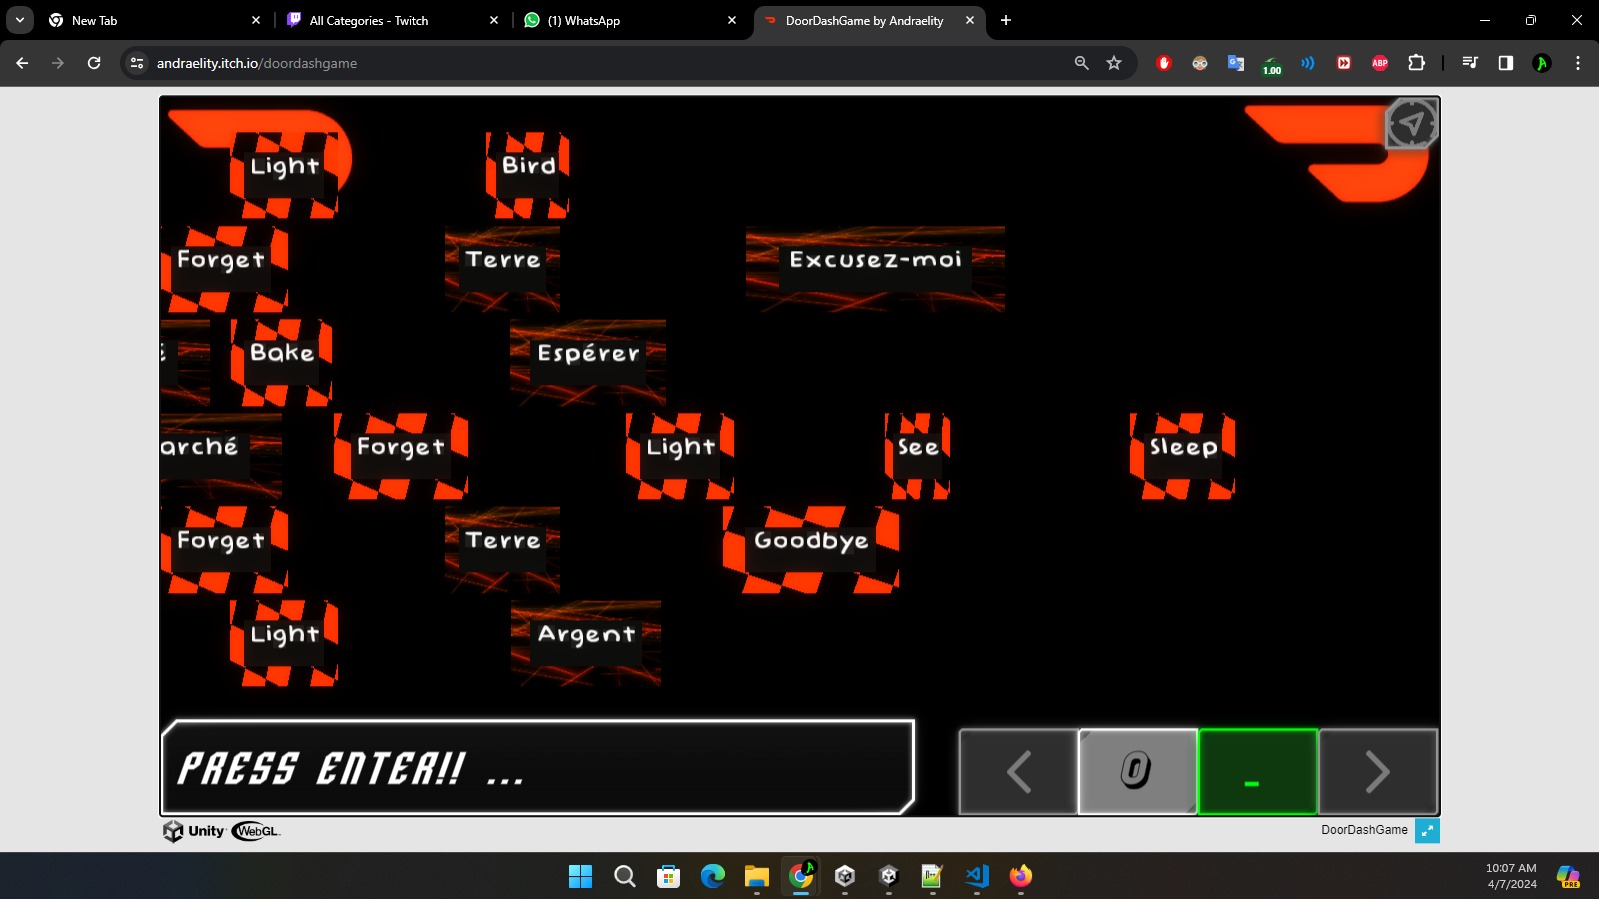 New Tab
All Categories - Twitch
(1) WhatsApp
DoorDashGame by Andraelity
andraelity.itch.io/doordashgame
1.00
ABP
Light Bird
Forget Terre Excusez-moi
é Bake Espérer
arché Forget Light See Sleep
Forget Terre Goodbye
Light Argent
PRESS ENTER!! ...
< 0 _ >
Unity WebGL
DoorDashGame
10:07 AM
4/7/2024
PRE